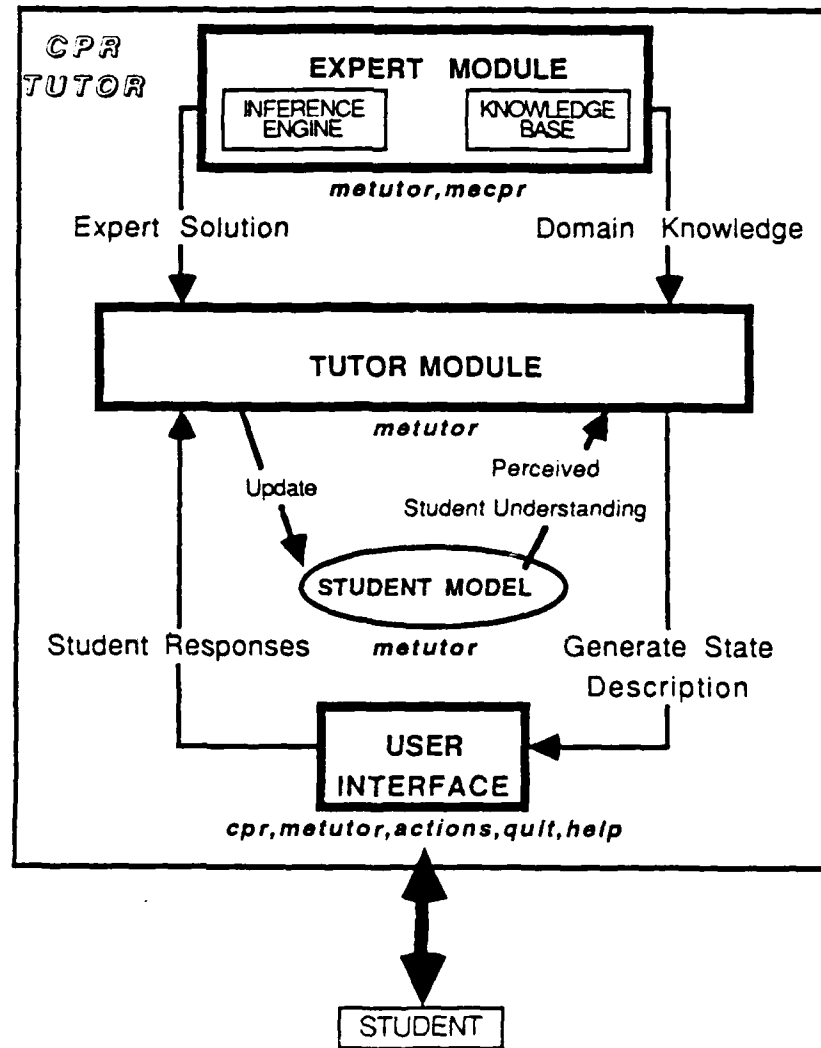 CPR
TUTOR
EXPERT MODULE
INFERENCE
ENGINE
KNOWLEDGE
BASE
metutor,mecpr
Expert Solution
Domain Knowledge
TUTOR MODULE
metutor
Update
Perceived
Student Understanding
STUDENT MODEL
metutor
Student Responses
Generate State
Description
USER
INTERFACE
cpr,metutor,actions,quit,help
STUDENT